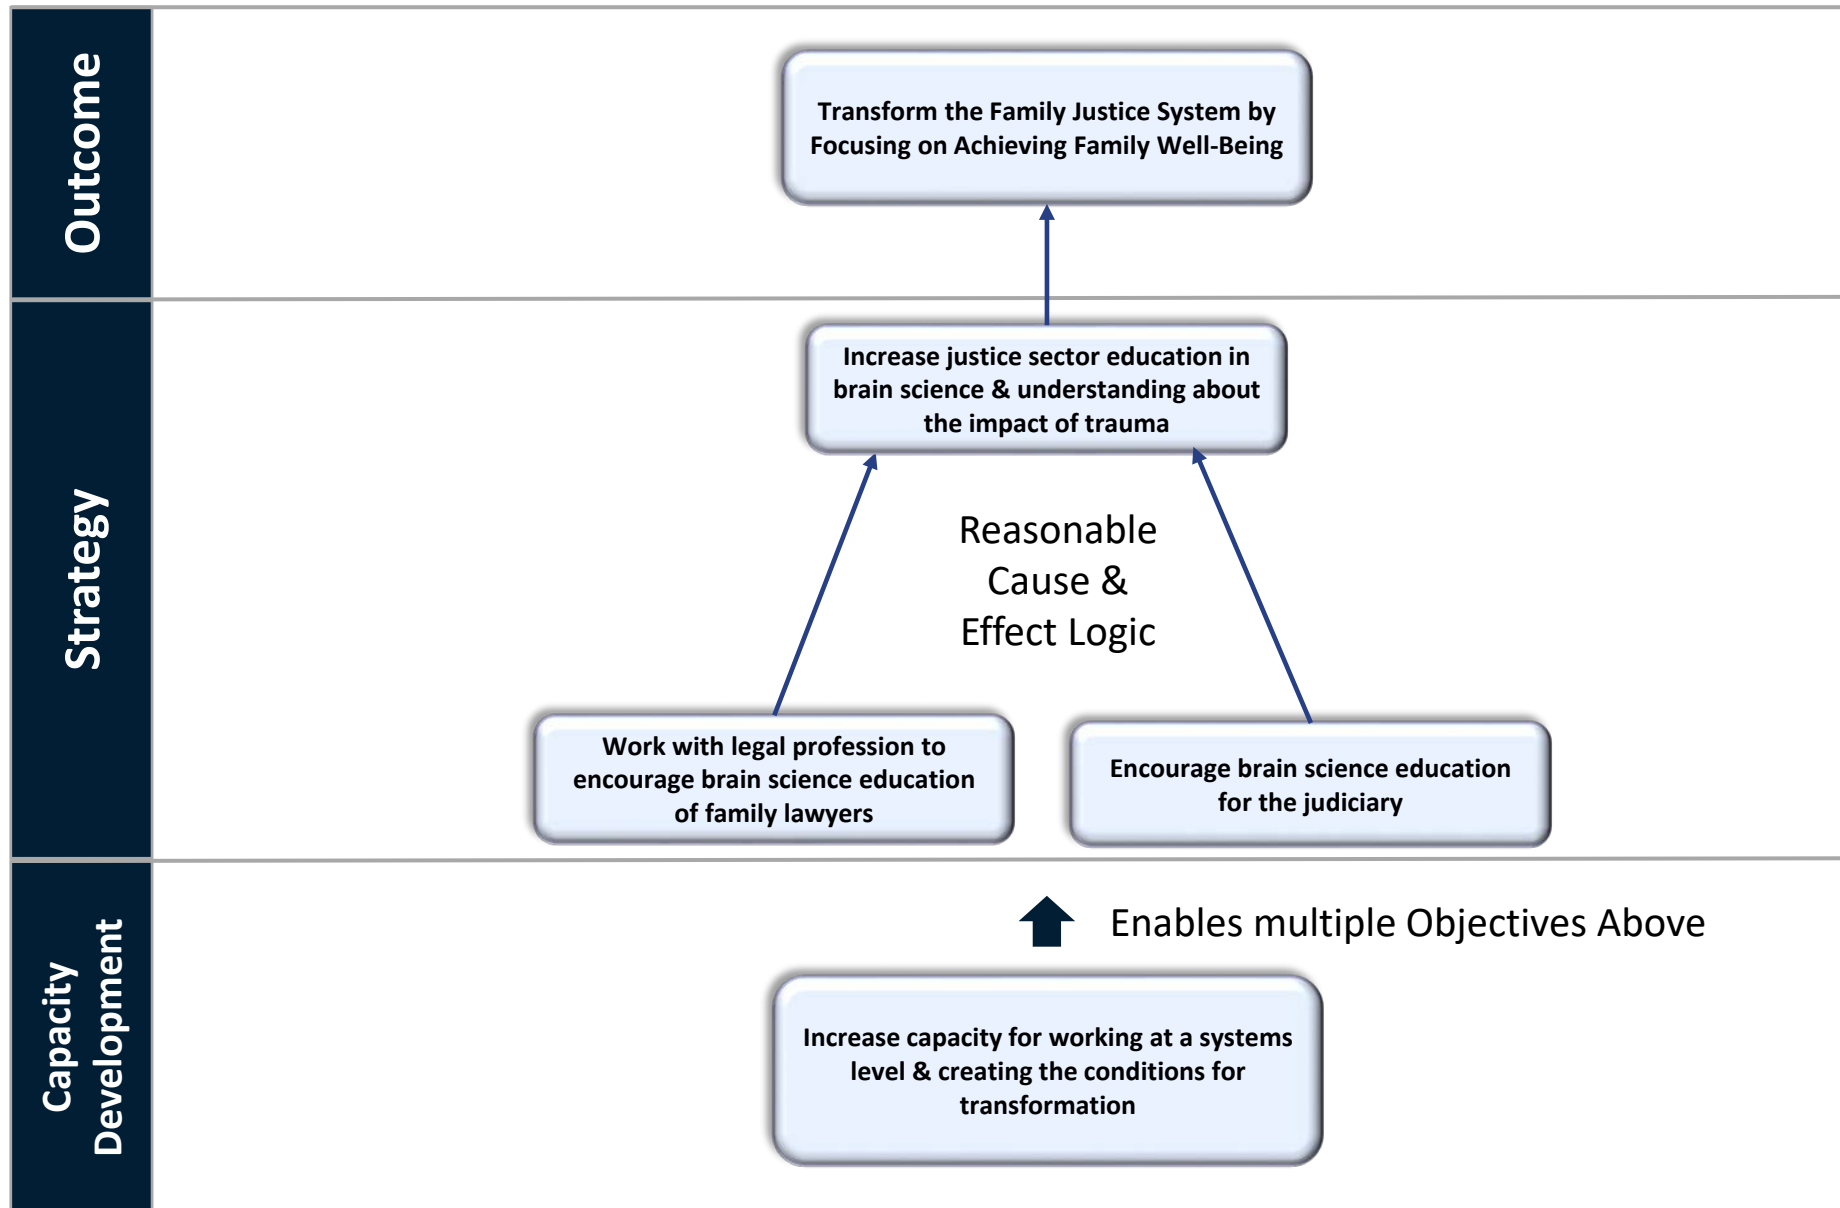 Outcome
Transform the Family Justice System by
Focusing on Achieving Family Well-Being
Strategy
Increase justice sector education in
brain science & understanding about
the impact of trauma
Reasonable
Cause &
Effect Logic
Work with legal profession to
encourage brain science education
of family lawyers
Encourage brain science education
for the judiciary
Capacity
Development
Enables multiple Objectives Above
Increase capacity for working at a systems
level & creating the conditions for
transformation